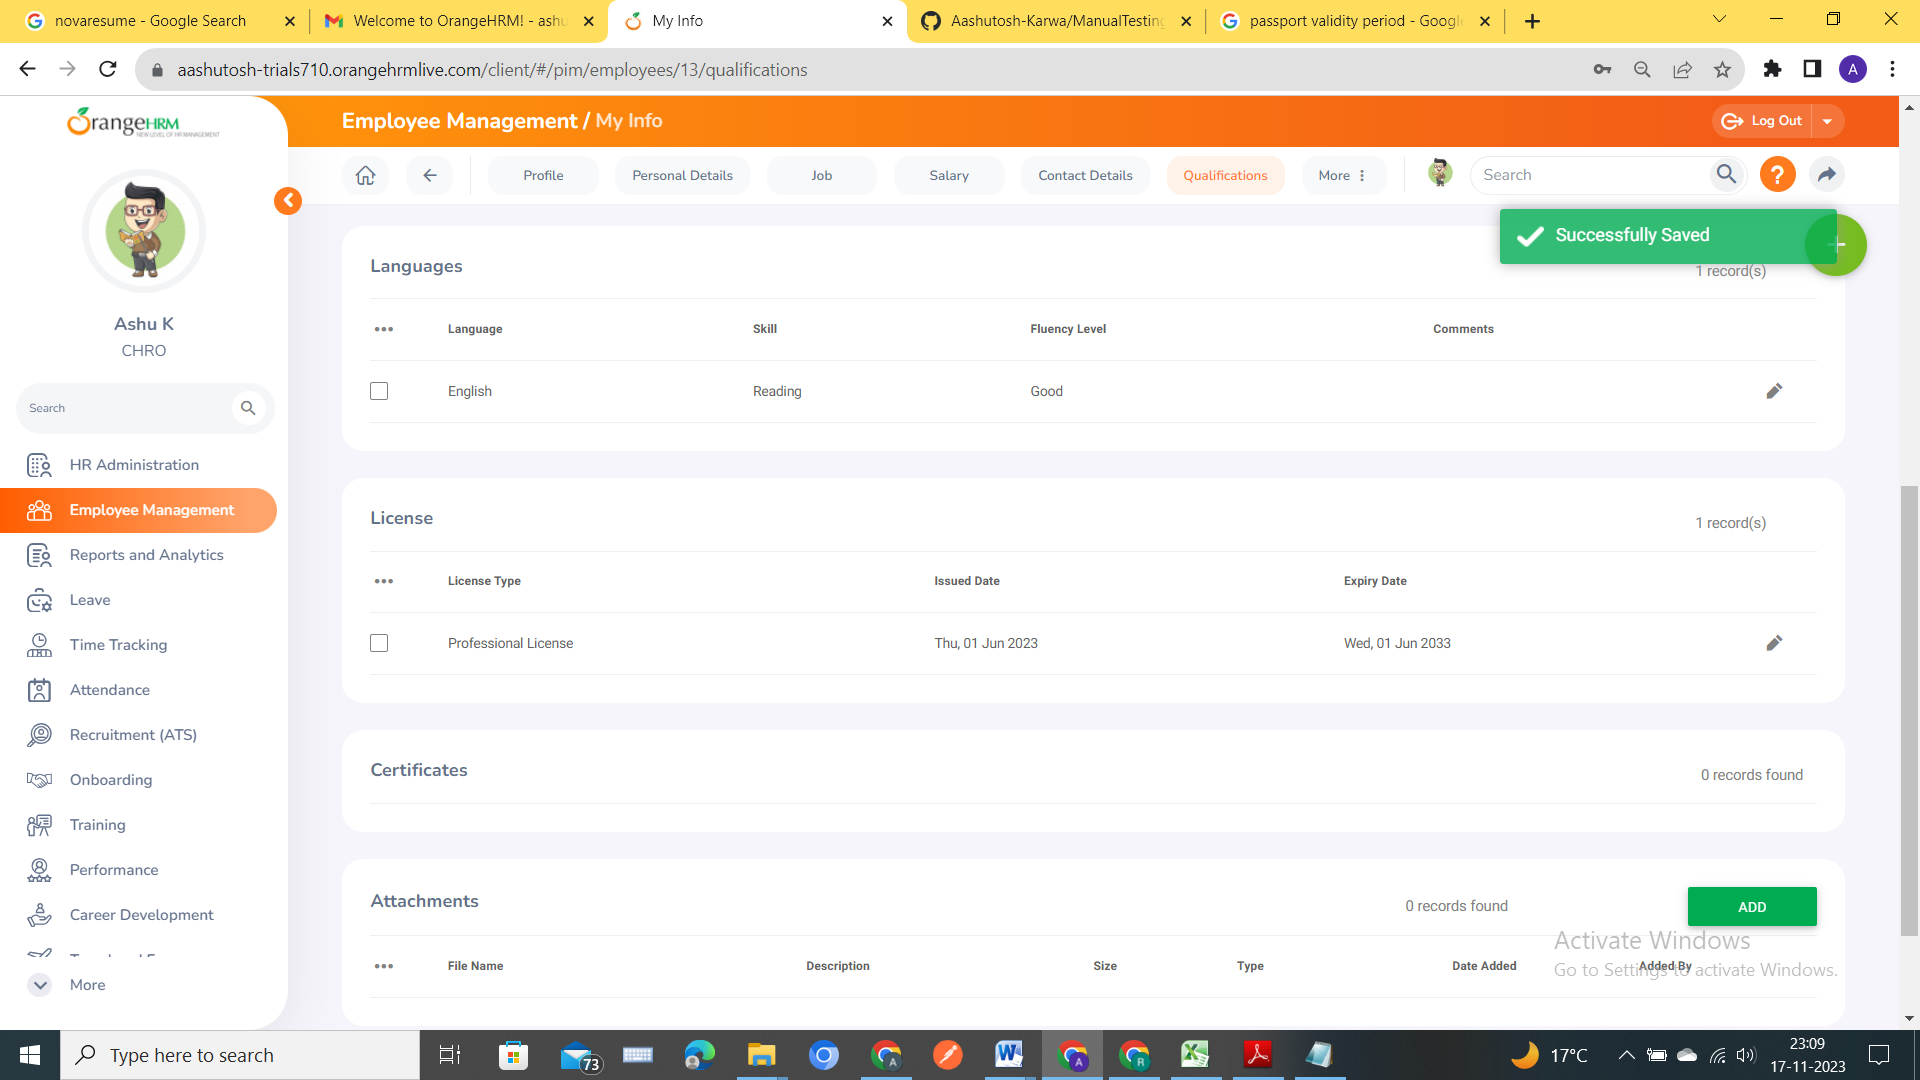 novaresume - Google Search
Welcome to OrangeHRM! - ashu
My Info
Aashutosh-Karwa/ManualTesting
passport validity period - Google
aashutosh-trials710.orangehrmlive.com/client/#/pim/employees/13/qualifications
A
OrangeHRM
NEW LEVEL OF HR MANAGEMENT
Employee Management / My Info
Log Out
Profile
Personal Details
Job
Salary
Contact Details
Qualifications
More
Search
?
Successfully Saved
Ashu K
CHRO
Search
HR Administration
Employee Management
Reports and Analytics
Leave
Time Tracking
Attendance
Recruitment (ATS)
Onboarding
Training
Performance
Career Development
More
Languages
1 record(s)
Language Skill Fluency Level Comments
English Reading Good
License
1 record(s)
License Type Issued Date Expiry Date
Professional License Thu, 01 Jun 2023 Wed, 01 Jun 2033
Certificates
0 records found
Attachments
0 records found
ADD
File Name Description Size Type Date Added Added By
Activate Windows
Go to Settings to activate Windows.
Type here to search
73
A
A
R
17°C
23:09
17-11-2023